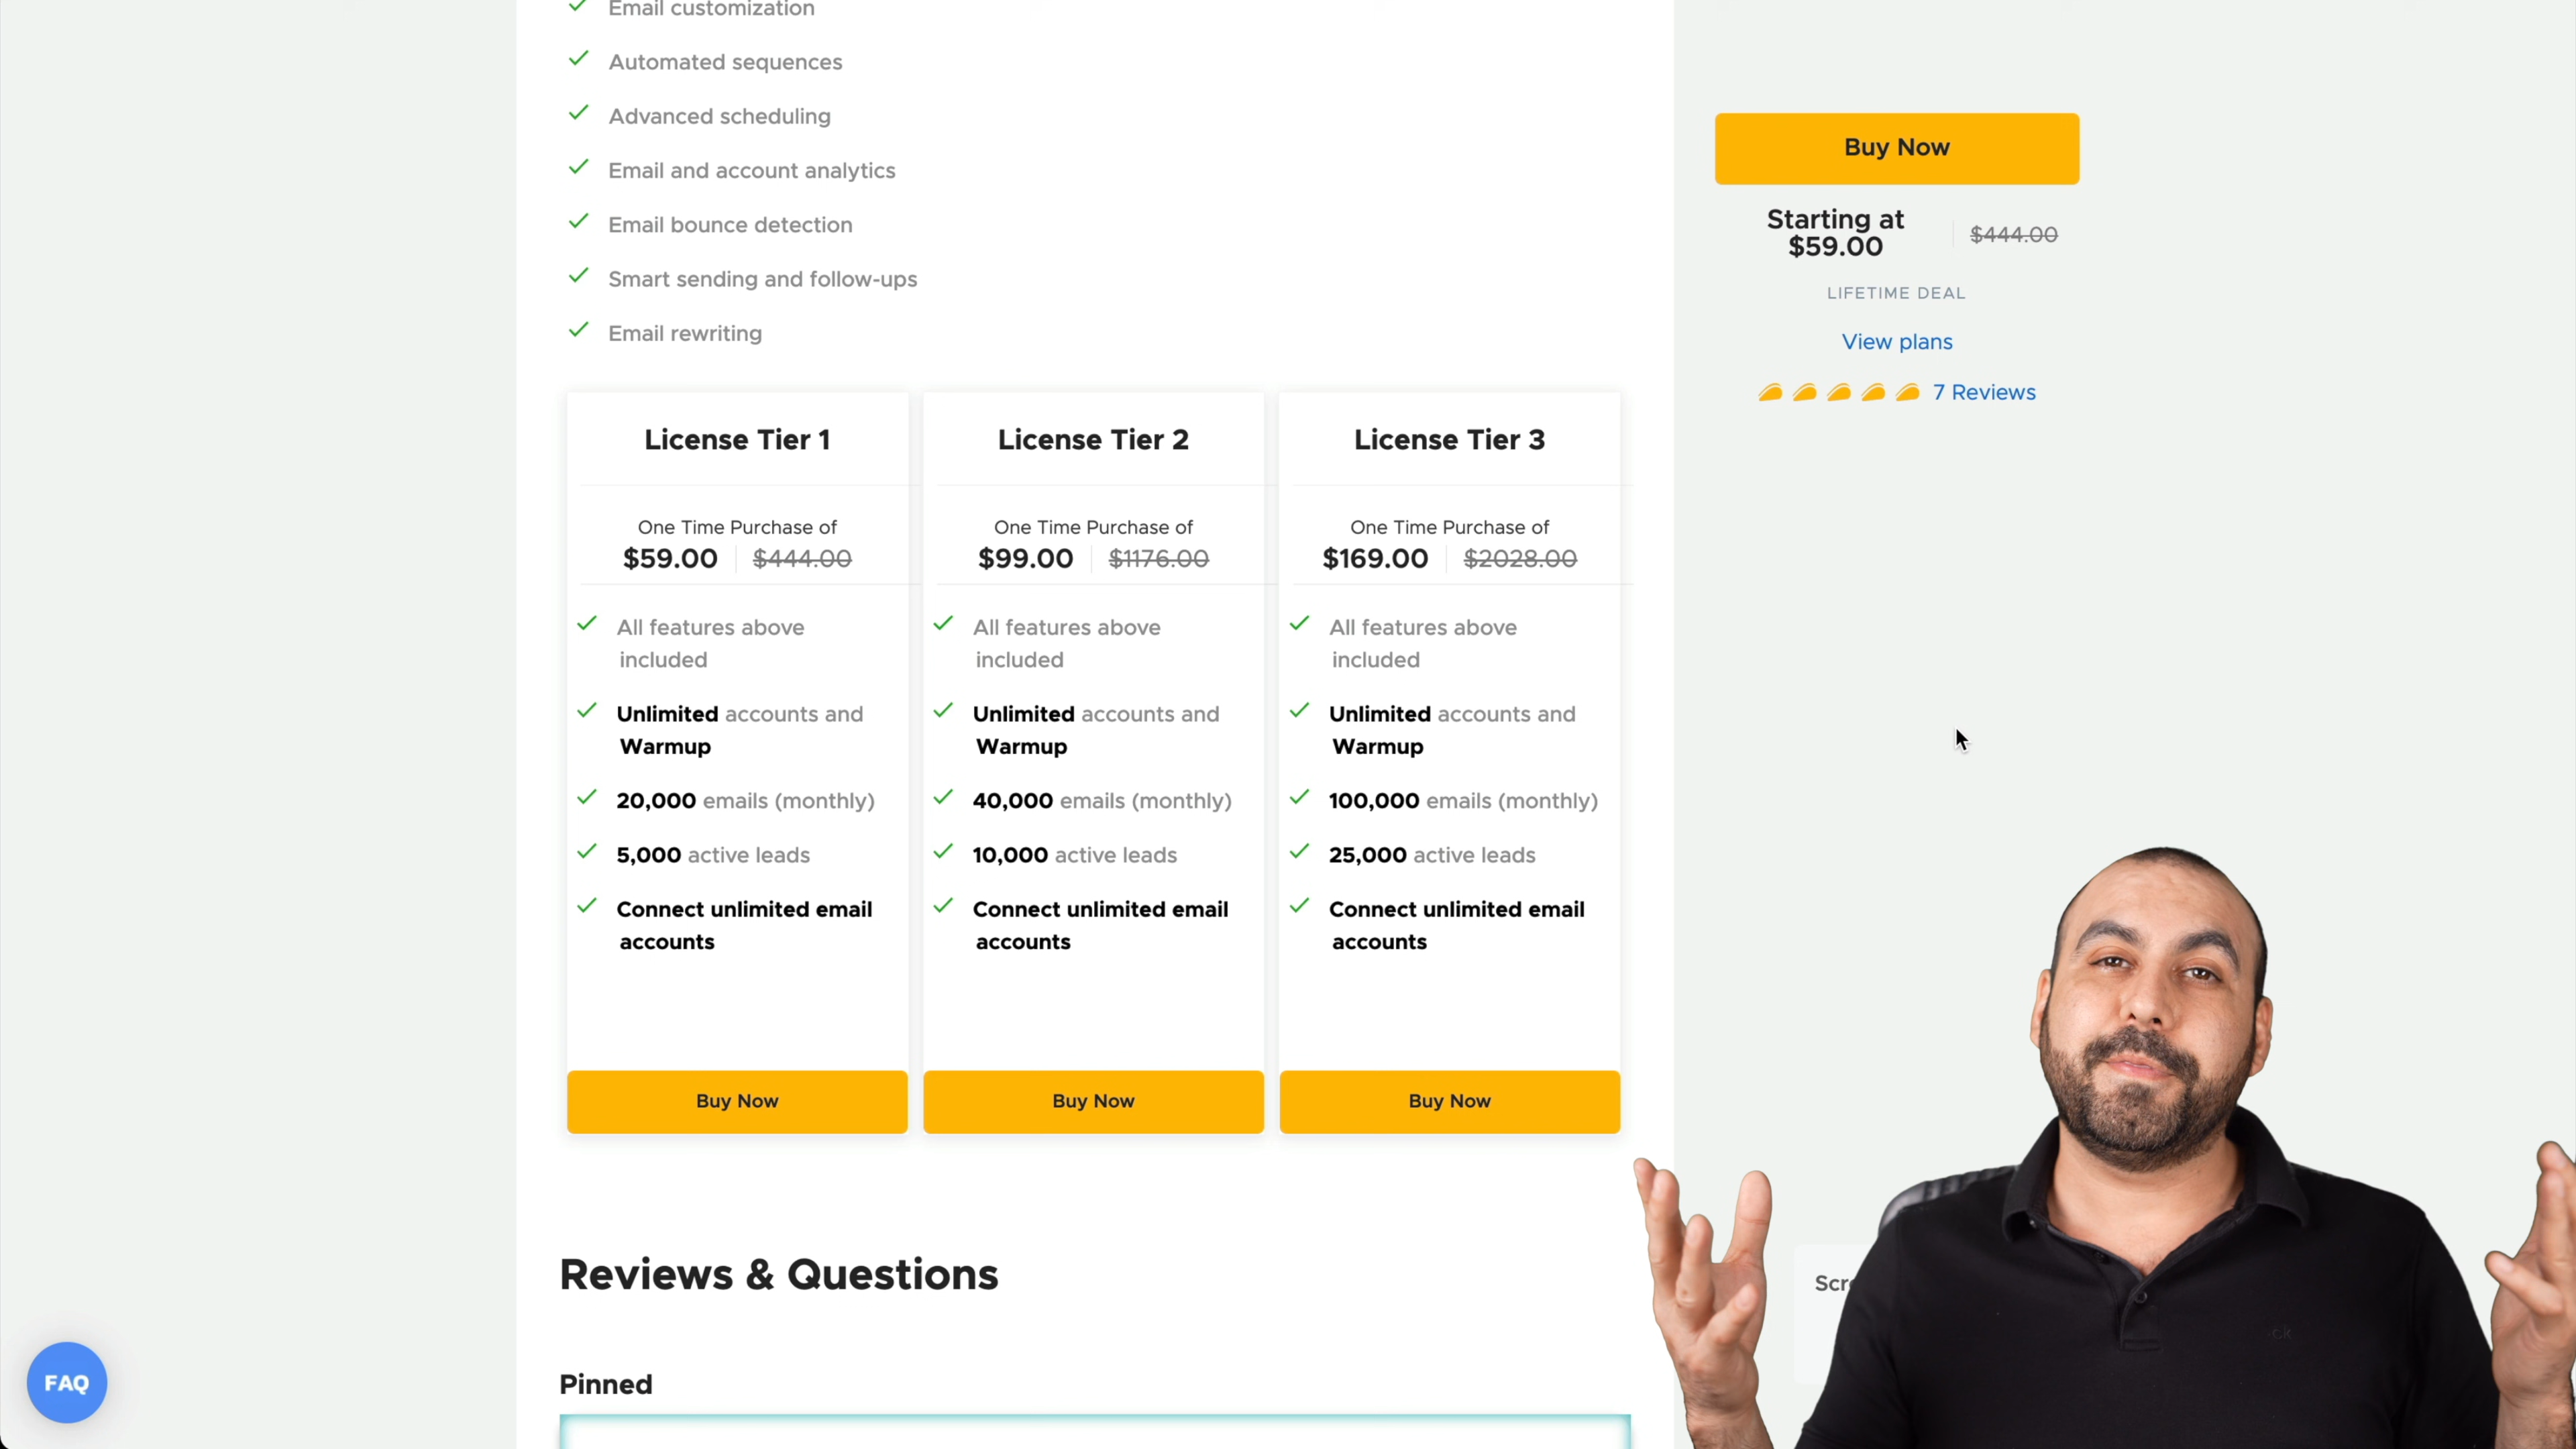 Email customization
Automated sequences
Advanced scheduling
Email and account analytics
Email bounce detection
Smart sending and follow-ups
Email rewriting
Buy Now
Starting at
$59.00
$444.00
LIFETIME DEAL
View plans
7 Reviews
License Tier 1
One Time Purchase of
$59.00 $444.00
All features above
included
Unlimited accounts and
Warmup
20,000 emails (monthly)
5,000 active leads
Connect unlimited email
accounts
Buy Now
License Tier 2
One Time Purchase of
$99.00 $1176.00
All features above
included
Unlimited accounts and
Warmup
40,000 emails (monthly)
10,000 active leads
Connect unlimited email
accounts
Buy Now
License Tier 3
One Time Purchase of
$169.00 $2028.00
All features above
included
Unlimited accounts and
Warmup
100,000 emails (monthly)
25,000 active leads
Connect unlimited email
accounts
Buy Now
Reviews & Questions
Pinned
FAQ